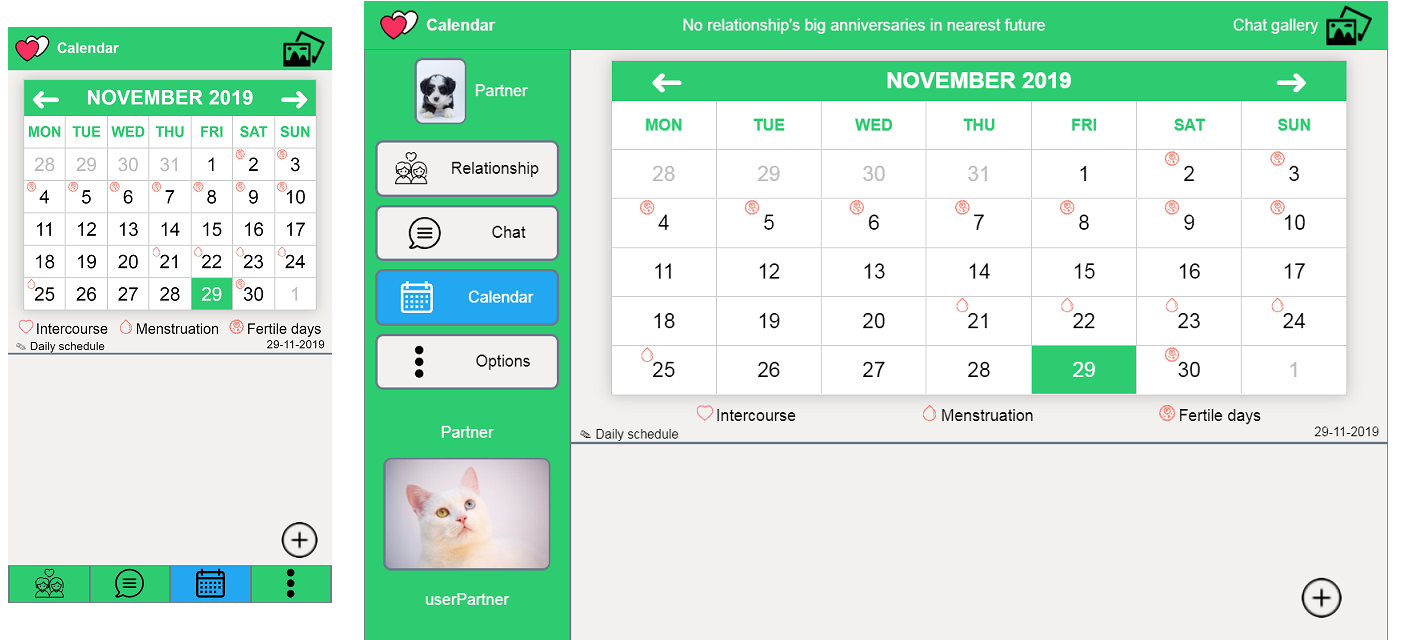 Calendar
NOVEMBER 2019
MON TUE WED THU FRI SAT SUN
28 29 30 31 1 2 3
4 5 6 7 8 9 10
11 12 13 14 15 16 17
18 19 20 21 22 23 24
25 26 27 28 29 30 1
Intercourse Menstruation Fertile days
Daily schedule 29-11-2019
Calendar No relationship's big anniversaries in nearest future Chat gallery
Partner
Relationship
Chat
Calendar
Options
Partner
userPartner
NOVEMBER 2019
MON TUE WED THU FRI SAT SUN
28 29 30 31 1 2 3
4 5 6 7 8 9 10
11 12 13 14 15 16 17
18 19 20 21 22 23 24
25 26 27 28 29 30 1
Intercourse Menstruation Fertile days
Daily schedule 29-11-2019